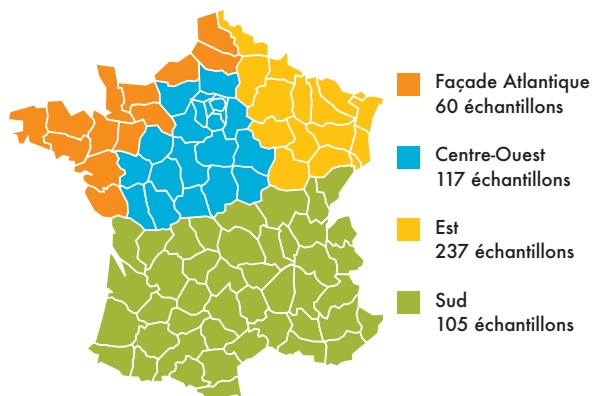 Façade Atlantique
60 échantillons
Centre-Ouest
117 échantillons
Est
237 échantillons
Sud
105 échantillons